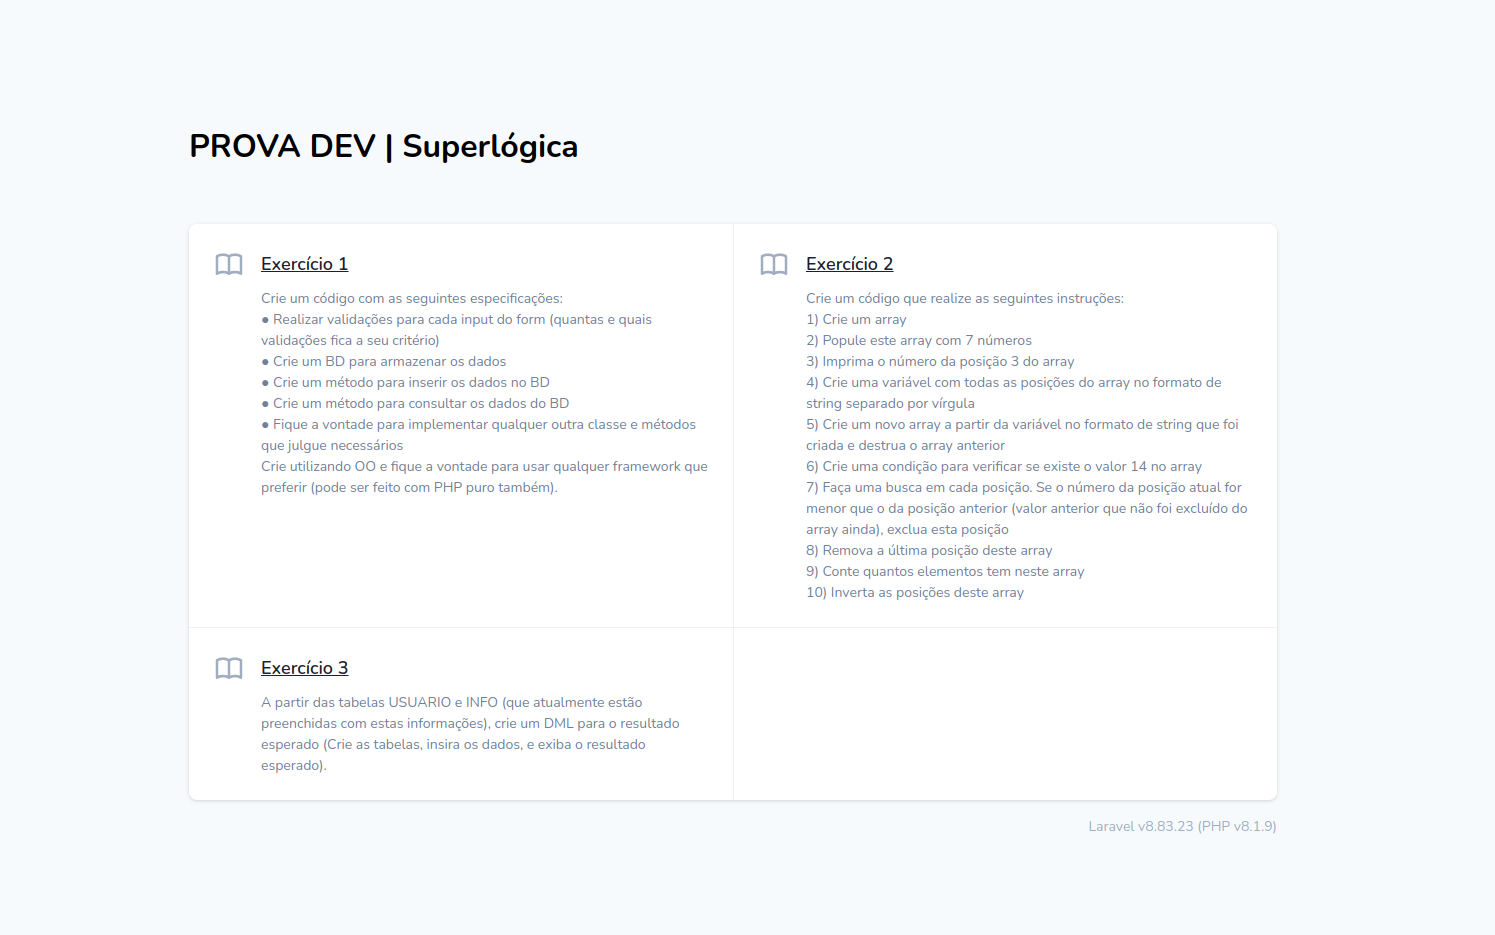 PROVA DEV | Superlógica
Exercício 1
Crie um código com as seguintes especificações:
● Realizar validações para cada input do form (quantas e quais
validações fica a seu critério)
● Crie um BD para armazenar os dados
● Crie um método para inserir os dados no BD
● Crie um método para consultar os dados do BD
● Fique a vontade para implementar qualquer outra classe e métodos
que julgue necessários
Crie utilizando OO e fique a vontade para usar qualquer framework que
preferir (pode ser feito com PHP puro também).
Exercício 2
Crie um código que realize as seguintes instruções:
1) Crie um array
2) Popule este array com 7 números
3) Imprima o número da posição 3 do array
4) Crie uma variável com todas as posições do array no formato de
string separado por vírgula
5) Crie um novo array a partir da variável no formato de string que foi
criada e destrua o array anterior
6) Crie uma condição para verificar se existe o valor 14 no array
7) Faça uma busca em cada posição. Se o número da posição atual for
menor que o da posição anterior (valor anterior que não foi excluído do
array ainda), exclua esta posição
8) Remova a última posição deste array
9) Conte quantos elementos tem neste array
10) Inverta as posições deste array
Exercício 3
A partir das tabelas USUARIO e INFO (que atualmente estão
preenchidas com estas informações), crie um DML para o resultado
esperado (Crie as tabelas, insira os dados, e exiba o resultado
esperado).
Laravel v8.83.23 (PHP v8.1.9)